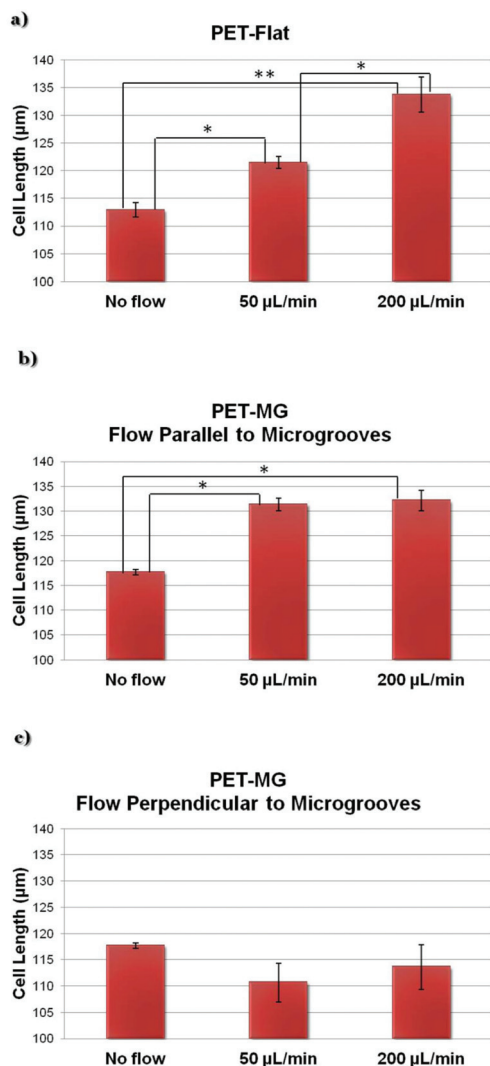 a)
PET-Flat
Cell Length (µm)
140
135
130
125
120
115
110
105
100
**
*
*
No flow
50 µL/min
200 µL/min
b)
PET-MG
Flow Parallel to Microgrooves
Cell Length (µm)
140
135
130
125
120
115
110
105
100
*
*
No flow
50 µL/min
200 µL/min
c)
PET-MG
Flow Perpendicular to Microgrooves
Cell Length (µm)
140
135
130
125
120
115
110
105
100
No flow
50 µL/min
200 µL/min